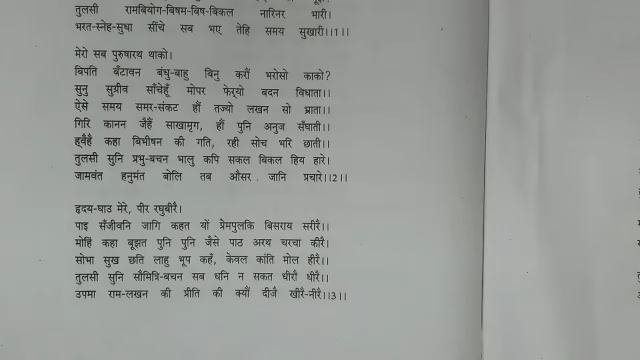 तुलसी रामबियोग-बिषम-बिष-बिकल नारिनर भारी।
भरत-स्नेह-सुधा सींचे सब भए तेहि समय सुखारी।।1।।
मेरो सब पुरुषारथ थाको।
बिपति बँटावन बंधु-बाहु बिनु करौं भरोसो काको?
सुनु सुग्रीव साँचेहूँ मोपर फेर्‌यो बदन बिधाता।।
ऐसे समय समर-संकट हौं तज्यो लखन सो भ्राता।।
गिरि कानन जैहैं साखामृग, हौं पुनि अनुज सँघाती।।
ह्वैहै कहा बिभीषन की गति, रही सोच भरि छाती।।
तुलसी सुनि प्रभु-बचन भालु कपि सकल बिकल हिय हारे।
जामवंत हनुमंत बोलि तब औसर जानि प्रचारे।।2।।
हृदय-घाउ मेरे, पीर रघुबीरै।
पाइ सँजीवनि जागि कहत यों प्रेमपुलकि बिसराय सरीरै।।
मोहिं कहा बूझत पुनि पुनि जैसे पाठ अरथ चरचा कीरै।
सोभा सुख छति लाहु भूप कहँ, केवल कांति मोल हीरै।।
तुलसी सुनि सौमित्रि-बचन सब धनि न सकत धीरौ धीरै।।
उपमा राम-लखन की प्रीति की क्यौं दीजै खीरै-नीरै।।3।।